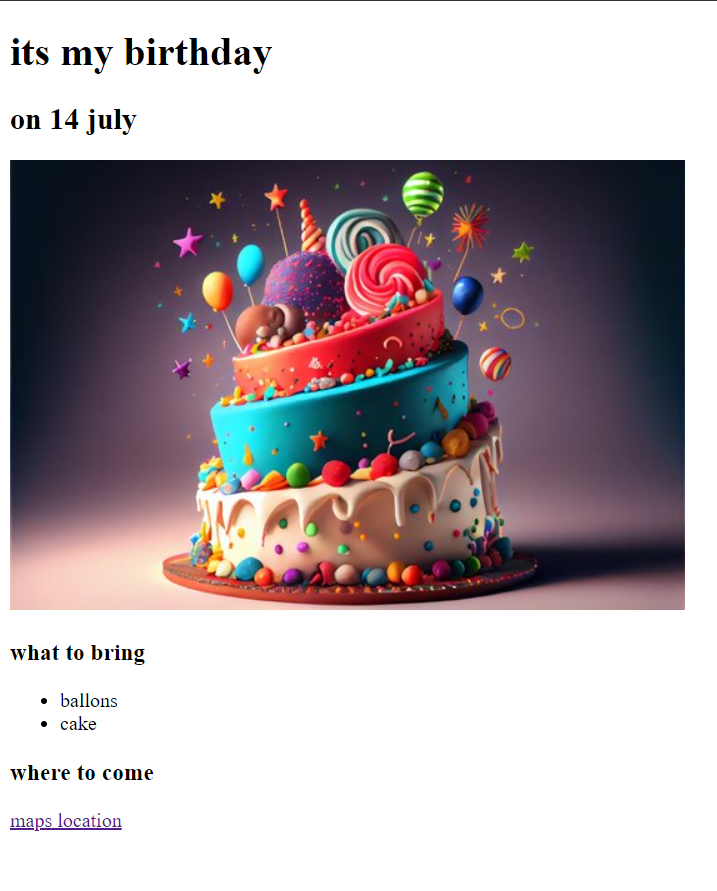 its my birthday
on 14 july
what to bring
ballons
cake
where to come
maps location